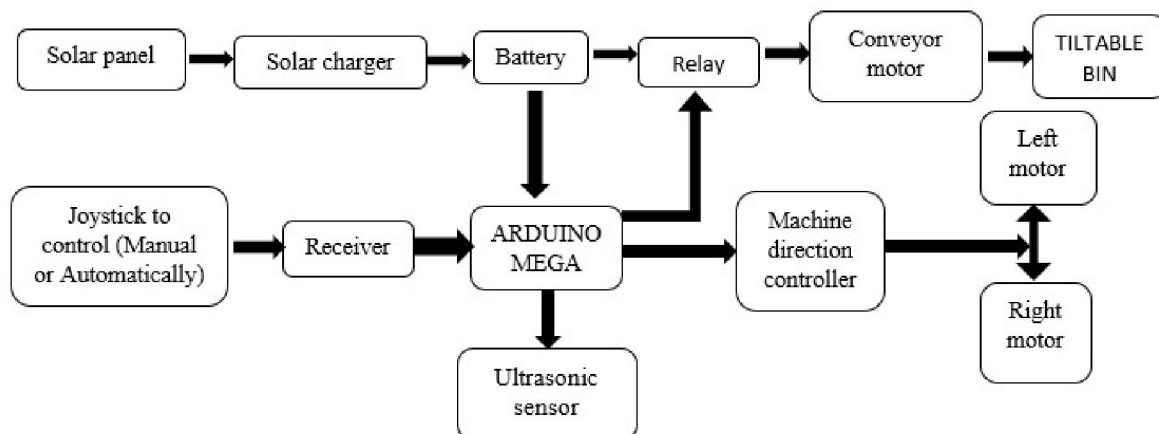 Solar panel
Solar charger
Battery
Relay
Conveyor
motor
TILTABLE
BIN
Left
motor
Joystick to
control (Manual
or Automatically)
Receiver
ARDUINO
MEGA
Machine
direction
controller
Right
motor
Ultrasonic
sensor